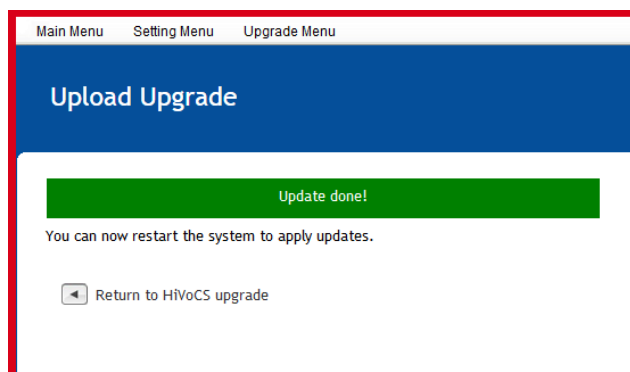 Main Menu Setting Menu Upgrade Menu
Upload Upgrade
Update done!
You can now restart the system to apply updates.
Return to HiVoCS upgrade